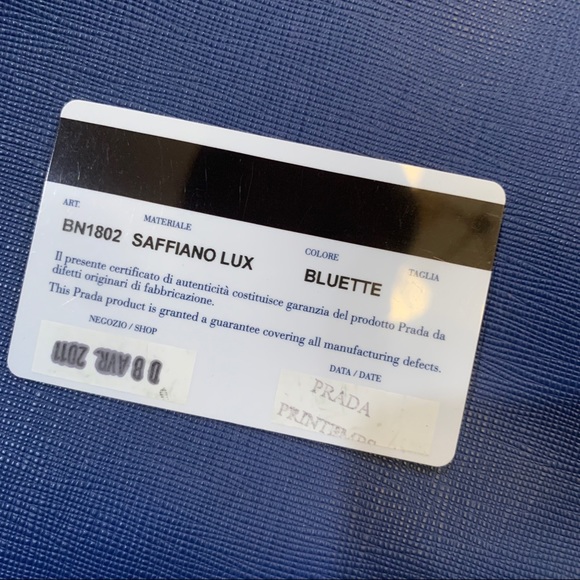 ART. MATERIALE COLORE TAGLIA
BN1802 SAFFIANO LUX BLUETTE
Il presente certificato di autenticità costituisce garanzia del prodotto Prada da
difetti originari di fabbricazione.
This Prada product is granted a guarantee covering all manufacturing defects.
NEGOZIO / SHOP DATA / DATE
08 AVR. 2011 PRADA
PRINTEMPS